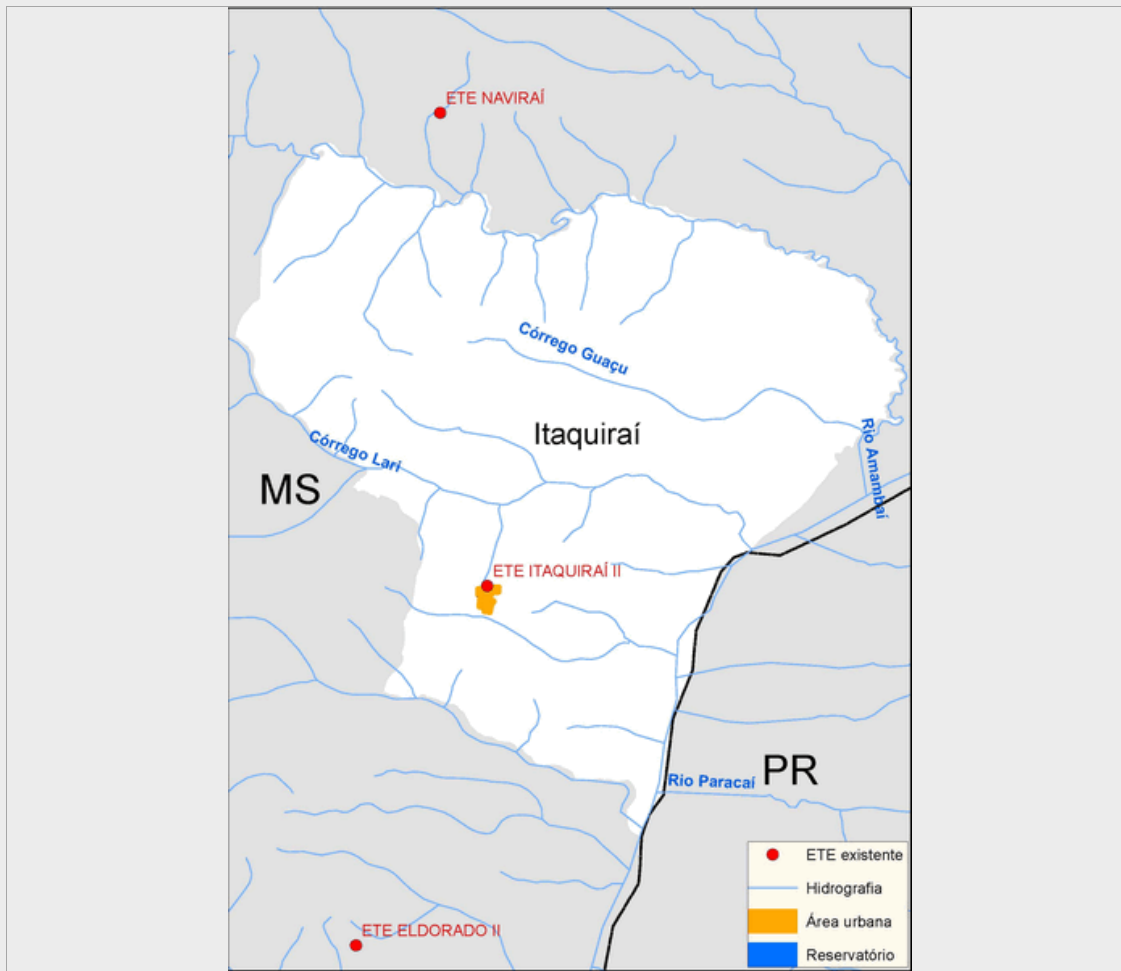 ETE NAVIRAÍ
Córrego Guaçu
Itaquiraí
Rio Amambaí
Córrego Lari
MS
ETE ITAQUIRAÍ II
PR
Rio Paracaí
ETE existente
Hidrografia
Área urbana
Reservatório
ETE ELDORADO II